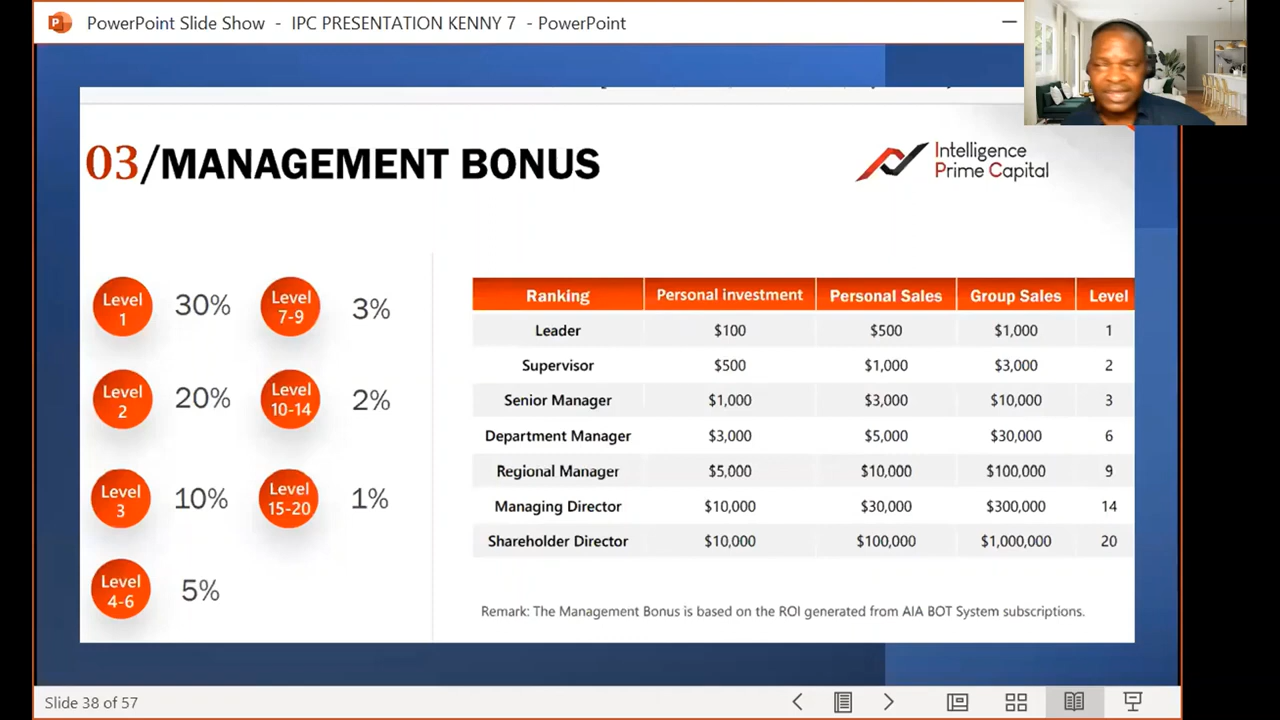 PowerPoint Slide Show - IPC PRESENTATION KENNY 7 - PowerPoint
03/MANAGEMENT BONUS
Intelligence
Prime Capital
Level
1
30%
Level
7-9
3%
Level
2
20%
Level
10-14
2%
Level
3
10%
Level
15-20
1%
Level
4-6
5%
Ranking Personal investment Personal Sales Group Sales Level
Leader $100 $500 $1,000 1
Supervisor $500 $1,000 $3,000 2
Senior Manager $1,000 $3,000 $10,000 3
Department Manager $3,000 $5,000 $30,000 6
Regional Manager $5,000 $10,000 $100,000 9
Managing Director $10,000 $30,000 $300,000 14
Shareholder Director $10,000 $100,000 $1,000,000 20
Remark: The Management Bonus is based on the ROI generated from AIA BOT System subscriptions.
Slide 38 of 57